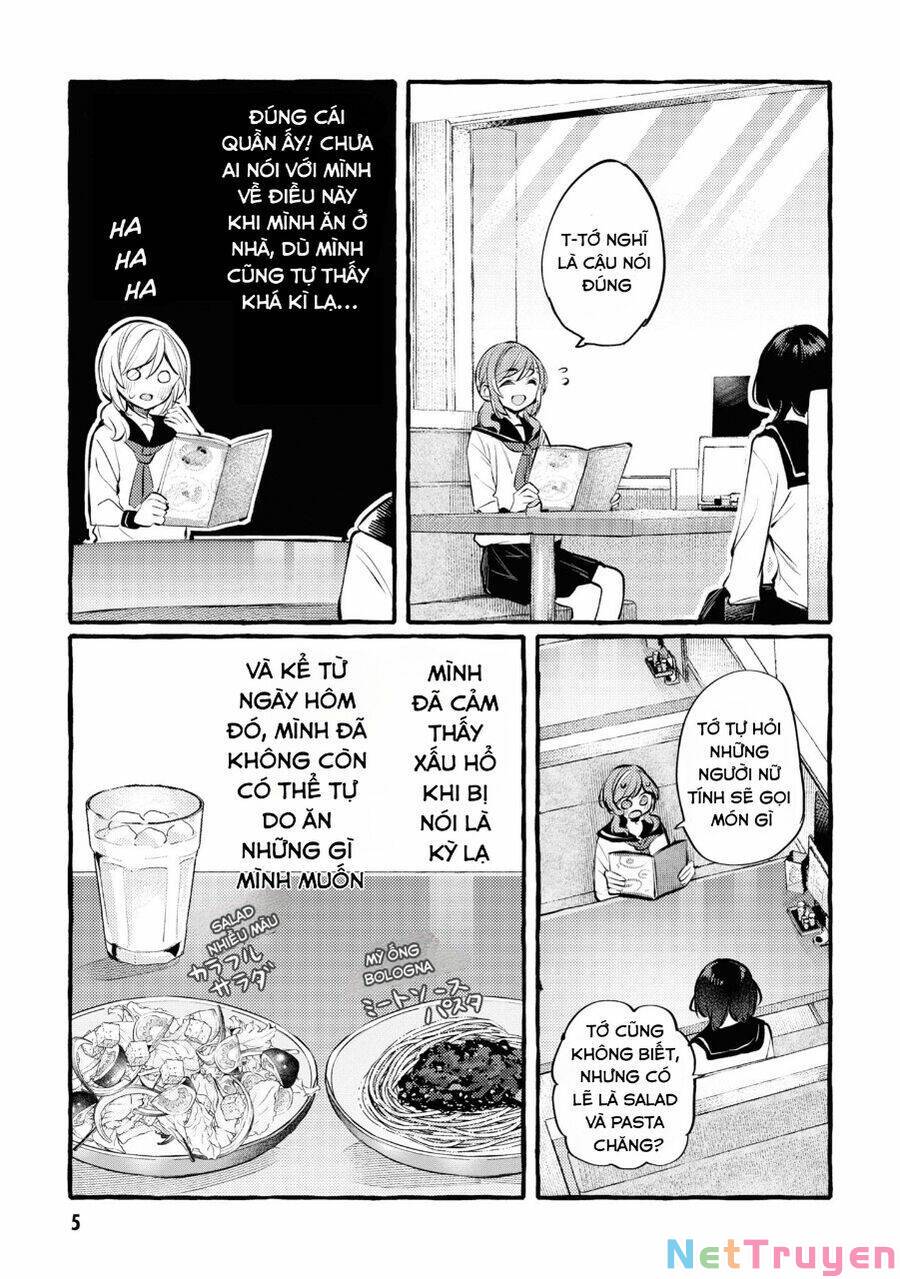 T-TỚ NGHĨ
LÀ CẬU NÓI
ĐÚNG
ĐÚNG CÁI
QUẦN ẤY! CHƯA
AI NÓI VỚI MÌNH
VỀ ĐIỀU NÀY
KHI MÌNH ĂN Ở
NHÀ, DÙ MÌNH
CŨNG TỰ THẤY
KHÁ KÌ LẠ...
HA
HA
HA
TỚ TỰ HỎI
NHỮNG
NGƯỜI NỮ
TÍNH SẼ GỌI
MÓN GÌ
TỚ CŨNG
KHÔNG BIẾT,
NHƯNG CÓ
LẼ LÀ SALAD
VÀ PASTA
CHĂNG?
MÌNH
ĐÃ CẢM
THẤY
XẤU HỔ
KHI BỊ
NÓI LÀ
KỲ LẠ
VÀ KỂ TỪ
NGÀY HÔM
ĐÓ, MÌNH ĐÃ
KHÔNG CÒN
CÓ THỂ TỰ
DO ĂN
NHỮNG GÌ
MÌNH MUỐN
MỲ ỐNG
BOLOGNA
ミートソース
パスタ
SALAD
NHIỀU MÀU
カラフル
サラダ
5
NetTruyen